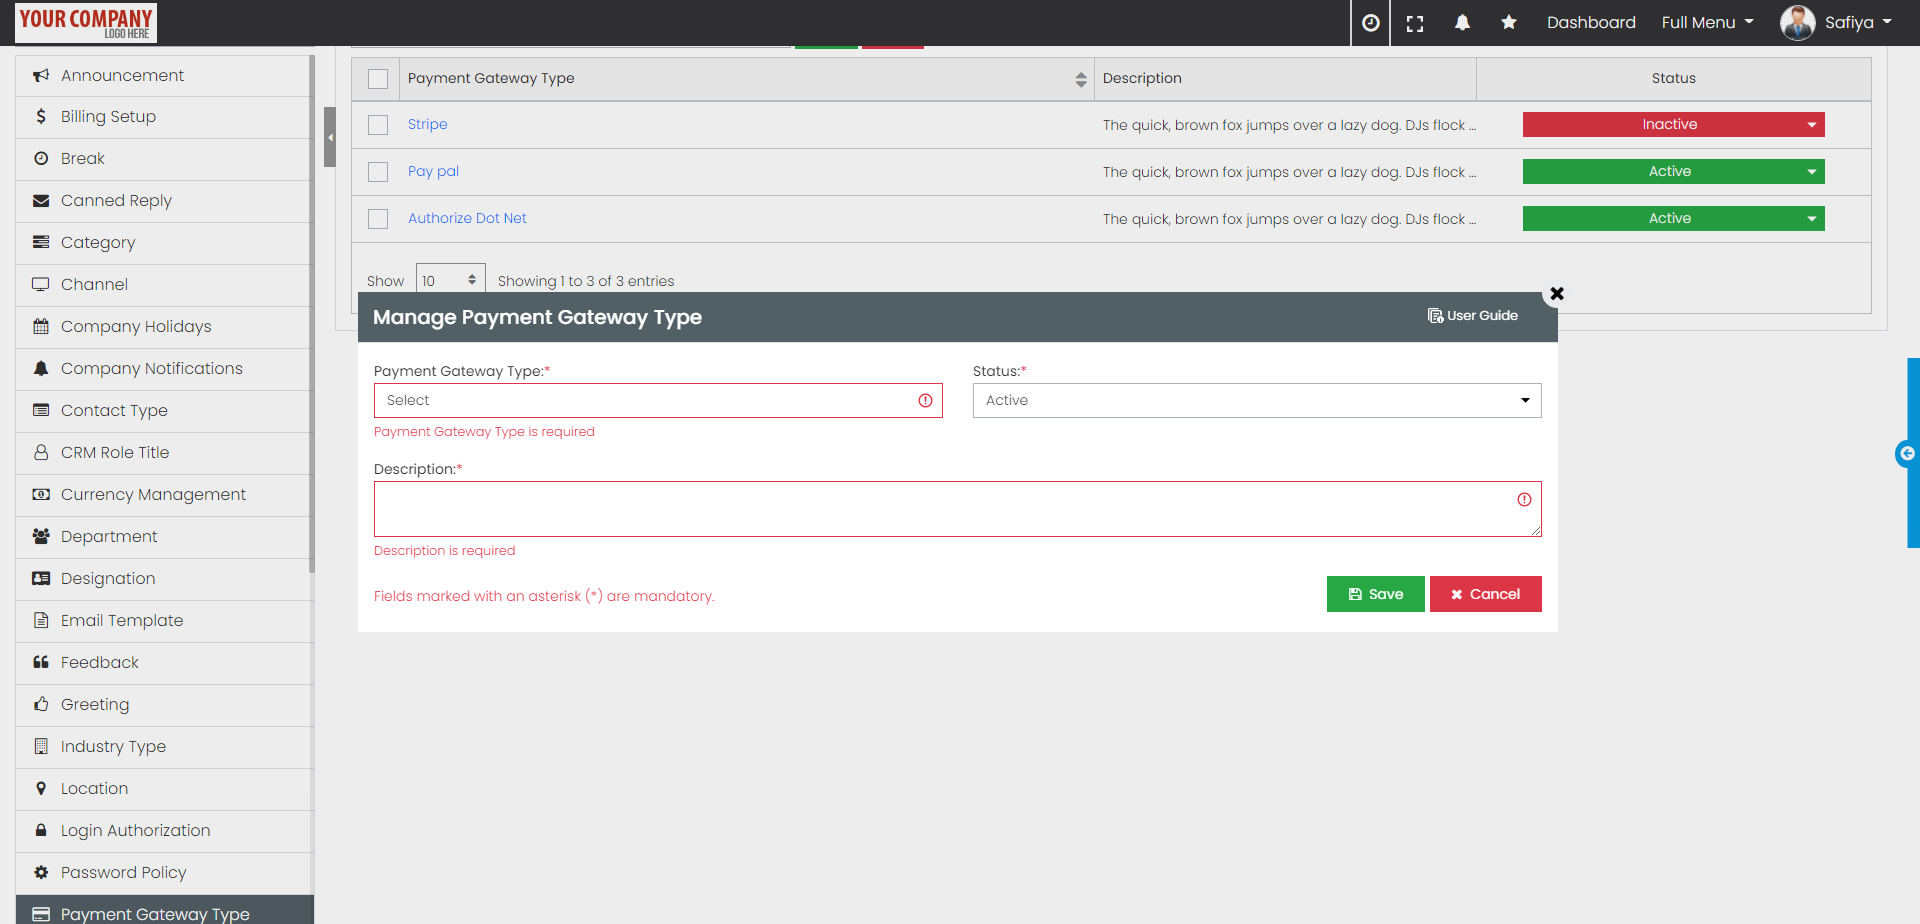 YOUR COMPANY
LOGO HERE
Dashboard
Full Menu
Safiya
Announcement
Billing Setup
Break
Canned Reply
Category
Channel
Company Holidays
Company Notifications
Contact Type
CRM Role Title
Currency Management
Department
Designation
Email Template
Feedback
Greeting
Industry Type
Location
Login Authorization
Password Policy
Payment Gateway Type
Payment Gateway Type Description Status
Stripe The quick, brown fox jumps over a lazy dog. DJs flock ... Inactive
Pay pal The quick, brown fox jumps over a lazy dog. DJs flock ... Active
Authorize Dot Net The quick, brown fox jumps over a lazy dog. DJs flock ... Active
Show 10 Showing 1 to 3 of 3 entries
Manage Payment Gateway Type User Guide
Payment Gateway Type:* Status:*
Select Active
Payment Gateway Type is required
Description:*
Description is required
Fields marked with an asterisk (*) are mandatory. Save Cancel